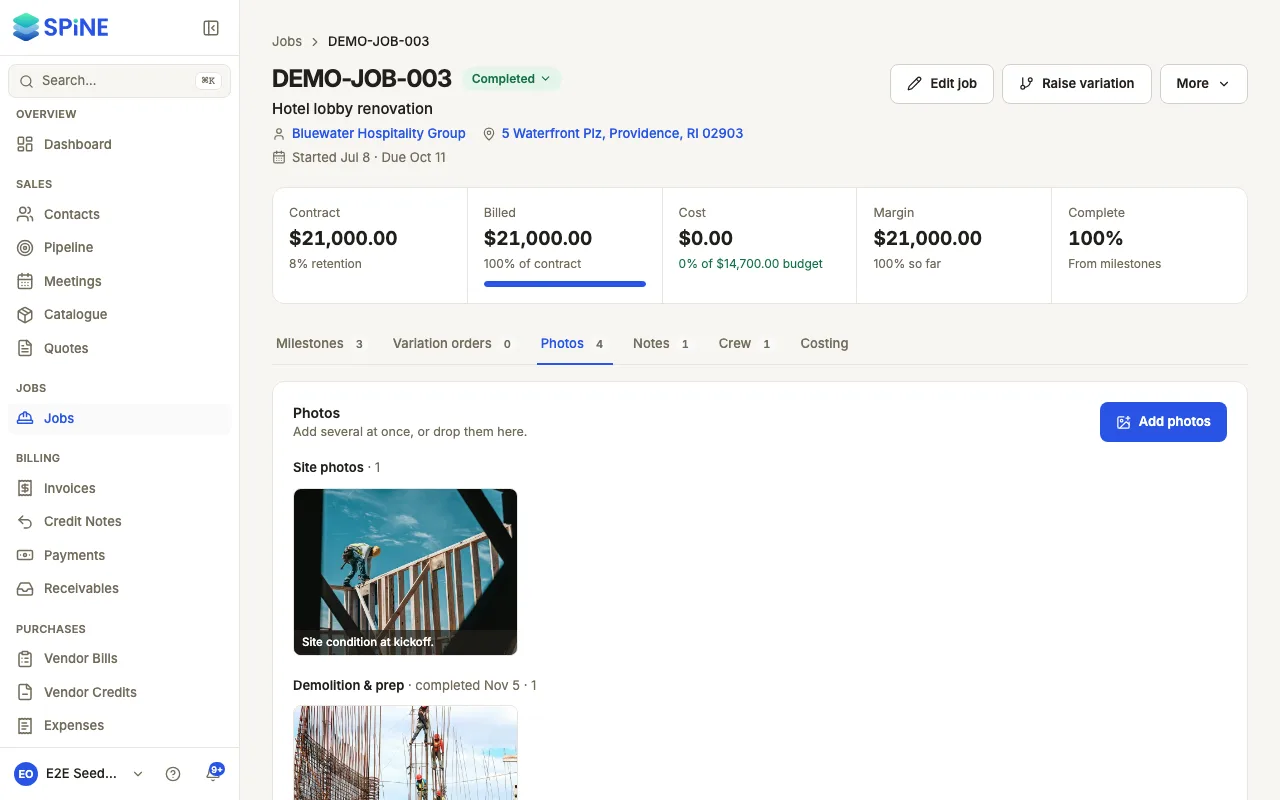 SPiNE
Search... ⌘K
OVERVIEW
Dashboard
SALES
Contacts
Pipeline
Meetings
Catalogue
Quotes
JOBS
Jobs
BILLING
Invoices
Credit Notes
Payments
Receivables
PURCHASES
Vendor Bills
Vendor Credits
Expenses
EO E2E Seed... 9+
Jobs > DEMO-JOB-003
DEMO-JOB-003 Completed
Edit job Raise variation More
Hotel lobby renovation
Bluewater Hospitality Group 5 Waterfront Plz, Providence, RI 02903
Started Jul 8 · Due Oct 11
Contract Billed Cost Margin Complete
$21,000.00 $21,000.00 $0.00 $21,000.00 100%
8% retention 100% of contract 0% of $14,700.00 budget 100% so far From milestones
Milestones 3 Variation orders 0 Photos 4 Notes 1 Crew 1 Costing
Photos
Add several at once, or drop them here.
Add photos
Site photos · 1
Site condition at kickoff.
Demolition & prep · completed Nov 5 · 1